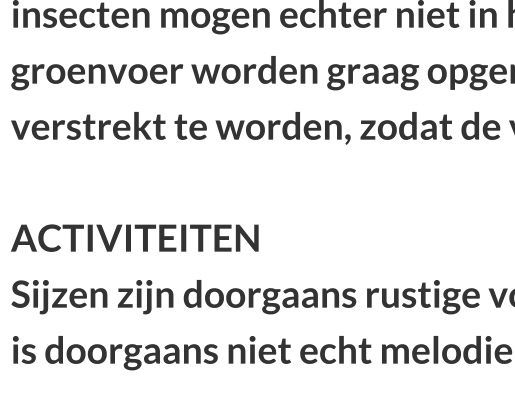 insecten mogen echter niet in
groenvoer worden graag
verstrekt te worden, zodat de
ACTIVITEITEN
Sijzen zijn doorgaans rustige
is doorgaans niet echt